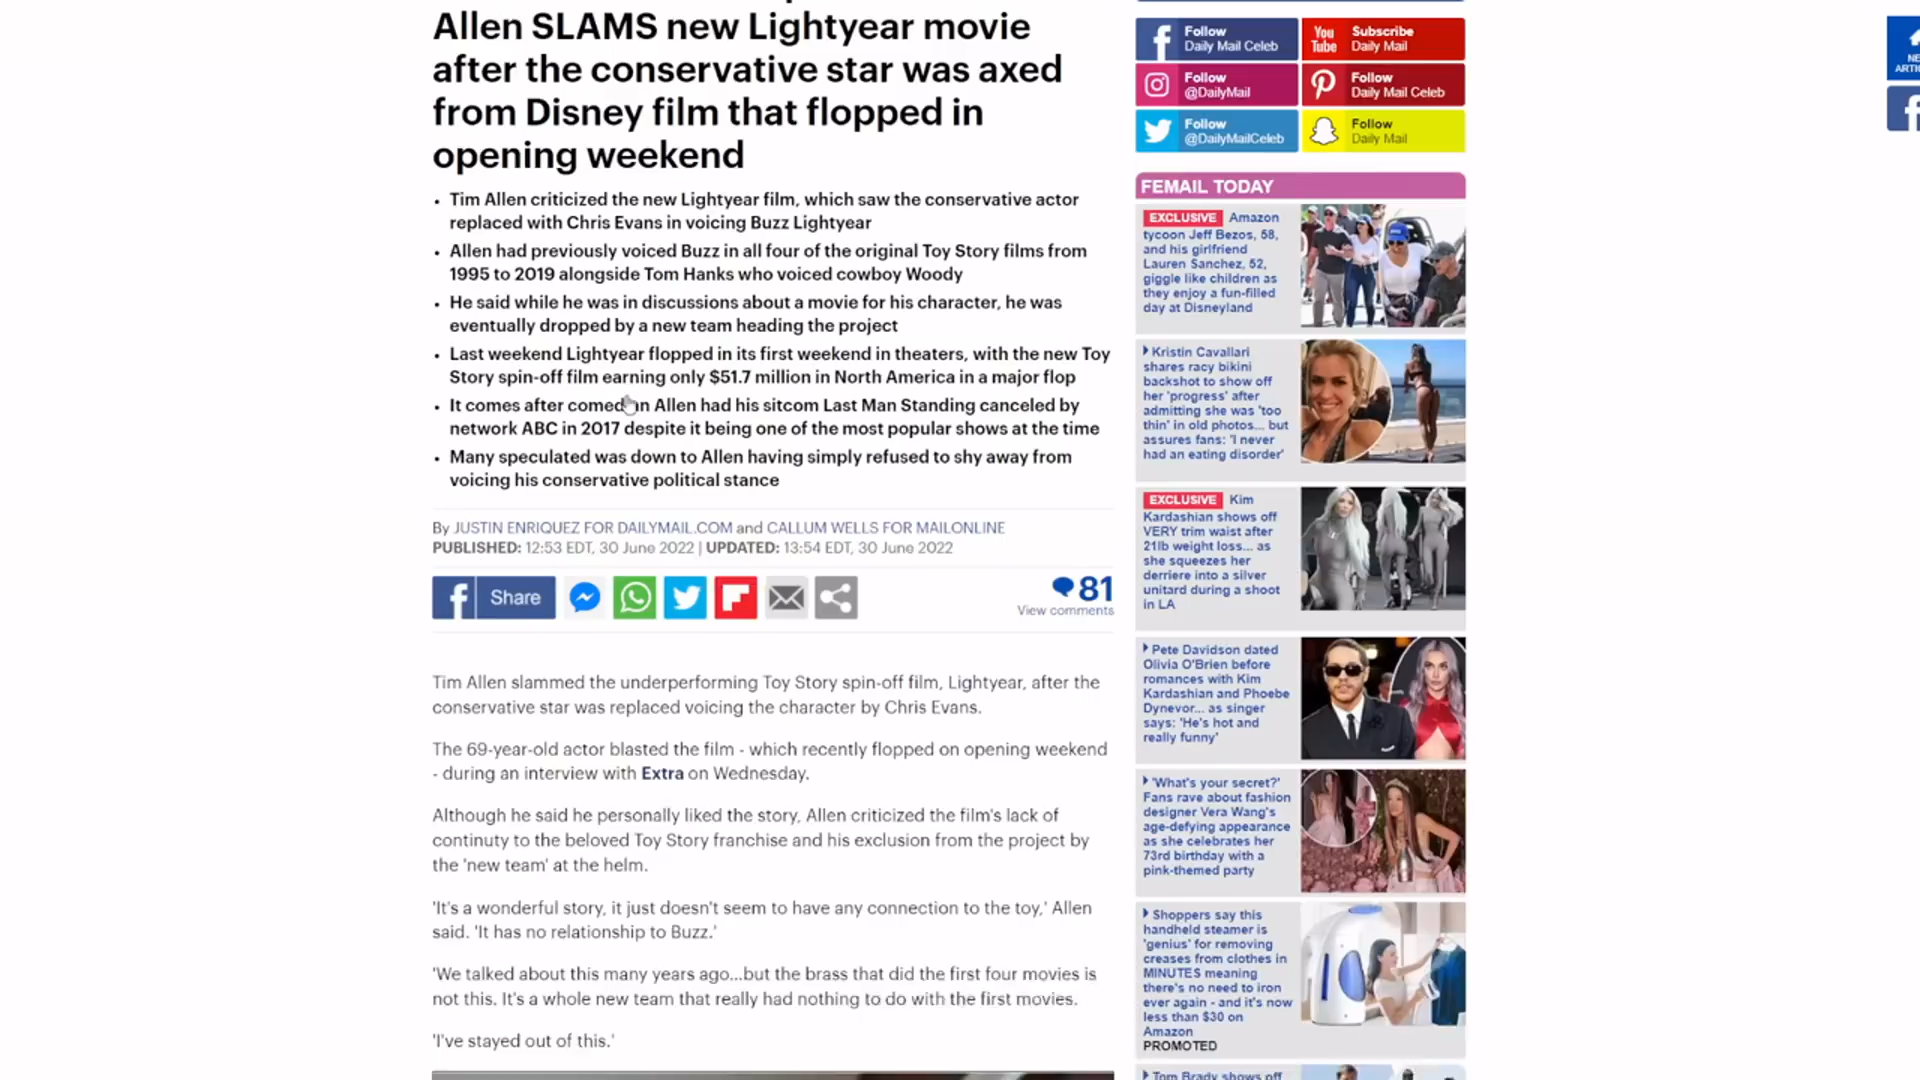 Allen SLAMS new Lightyear movie
after the conservative star was axed
from Disney film that flopped in
opening weekend
• Tim Allen criticized the new Lightyear film, which saw the conservative actor
replaced with Chris Evans in voicing Buzz Lightyear
• Allen had previously voiced Buzz in all four of the original Toy Story films from
1995 to 2019 alongside Tom Hanks who voiced cowboy Woody
• He said while he was in discussions about a movie for his character, he was
eventually dropped by a new team heading the project
• Last weekend Lightyear flopped in its first weekend in theaters, with the new Toy
Story spin-off film earning only $51.7 million in North America in a major flop
• It comes after comedian Allen had his sitcom Last Man Standing canceled by
network ABC in 2017 despite it being one of the most popular shows at the time
• Many speculated was down to Allen having simply refused to shy away from
voicing his conservative political stance
By JUSTIN ENRIQUEZ FOR DAILYMAIL.COM and CALLUM WELLS FOR MAILONLINE
PUBLISHED: 12:53 EDT, 30 June 2022 | UPDATED: 13:54 EDT, 30 June 2022
Share
81
View comments
Tim Allen slammed the underperforming Toy Story spin-off film, Lightyear, after the
conservative star was replaced voicing the character by Chris Evans.
The 69-year-old actor blasted the film - which recently flopped on opening weekend
- during an interview with Extra on Wednesday.
Although he said he personally liked the story, Allen criticized the film's lack of
continuty to the beloved Toy Story franchise and his exclusion from the project by
the 'new team' at the helm.
'It's a wonderful story, it just doesn't seem to have any connection to the toy,' Allen
said. 'It has no relationship to Buzz.'
'We talked about this many years ago...but the brass that did the first four movies is
not this. It's a whole new team that really had nothing to do with the first movies.
'I've stayed out of this.'
Follow
Daily Mail Celeb
You
Tube
Subscribe
Daily Mail
Follow
@DailyMail
Follow
Daily Mail Celeb
Follow
@DailyMailCeleb
Follow
Daily Mail
FEMAIL TODAY
EXCLUSIVE Amazon
tycoon Jeff Bezos, 58,
and his girlfriend
Lauren Sanchez, 52,
giggle like children as
they enjoy a fun-filled
day at Disneyland
Kristin Cavallari
shares racy bikini
backshot to show off
her 'progress' after
admitting she was 'too
thin' in old photos... but
assures fans: 'I never
had an eating disorder'
EXCLUSIVE Kim
Kardashian shows off
VERY trim waist after
21lb weight loss... as
she squeezes her
derriere into a silver
unitard during a shoot
in LA
Pete Davidson dated
Olivia O'Brien before
romances with Kim
Kardashian and Phoebe
Dynevor... as singer
says: 'He's hot and
really funny'
'What's your secret?'
Fans rave about fashion
designer Vera Wang's
age-defying appearance
as she celebrates her
73rd birthday with a
pink-themed party
Shoppers say this
handheld steamer is
'genius' for removing
creases from clothes in
MINUTES meaning
there's no need to iron
ever again - and it's now
less than $30 on
Amazon
PROMOTED
Tom Brady shows off